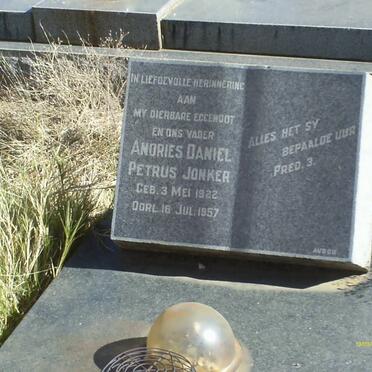 IN LIEFDEVOLLE HERINNERING
AAN
MY DIERBARE EGGENOOT
EN ONS VADER
ANDRIES DANIEL
PETRUS JONKER
GEB. 3 MEI 1922
OORL. 16 JUL. 1957
ALLES HET SY
BEPAALDE UUR
PRED. 3.